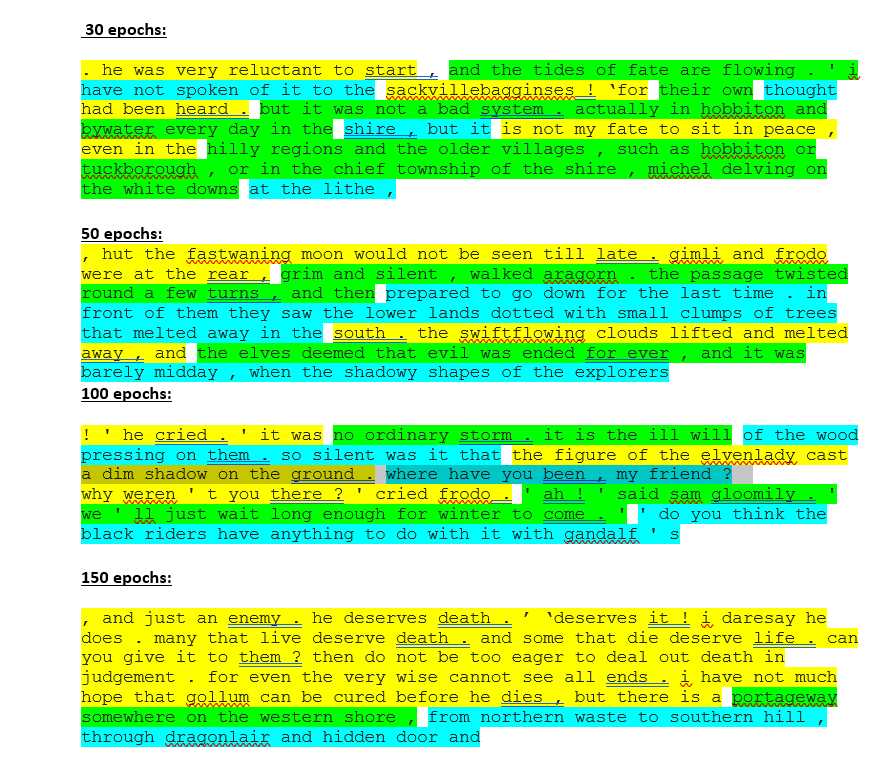 30 epochs:
. he was very reluctant to start , and the tides of fate are flowing . ' i
have not spoken of it to the sackvillebagginses ! ‘for their own thought
had been heard . but it was not a bad system . actually in hobbiton and
bywater every day in the shire , but it is not my fate to sit in peace ,
even in the hilly regions and the older villages , such as hobbiton or
tuckborough , or in the chief township of the shire , michel delving on
the white downs at the lithe ,
50 epochs:
, hut the fastwaning moon would not be seen till late . gimli and frodo
were at the rear , grim and silent , walked aragorn . the passage twisted
round a few turns , and then prepared to go down for the last time . in
front of them they saw the lower lands dotted with small clumps of trees
that melted away in the south . the swiftflowing clouds lifted and melted
away , and the elves deemed that evil was ended for ever , and it was
barely midday , when the shadowy shapes of the explorers
100 epochs:
! ' he cried . ' it was no ordinary storm . it is the ill will of the wood
pressing on them . so silent was it that the figure of the elvenlady cast
a dim shadow on the ground . where have you been , my friend ?
why weren ' t you there ? ' cried frodo . ' ah ! ' said sam gloomily . '
we ' ll just wait long enough for winter to come . ' ' do you think the
black riders have anything to do with it with gandalf ' s
150 epochs:
, and just an enemy . he deserves death . ’ ‘deserves it ! i daresay he
does . many that live deserve death . and some that die deserve life . can
you give it to them ? then do not be too eager to deal out death in
judgement . for even the very wise cannot see all ends . i have not much
hope that gollum can be cured before he dies , but there is a portageway
somewhere on the western shore , from northern waste to southern hill ,
through dragonlair and hidden door and